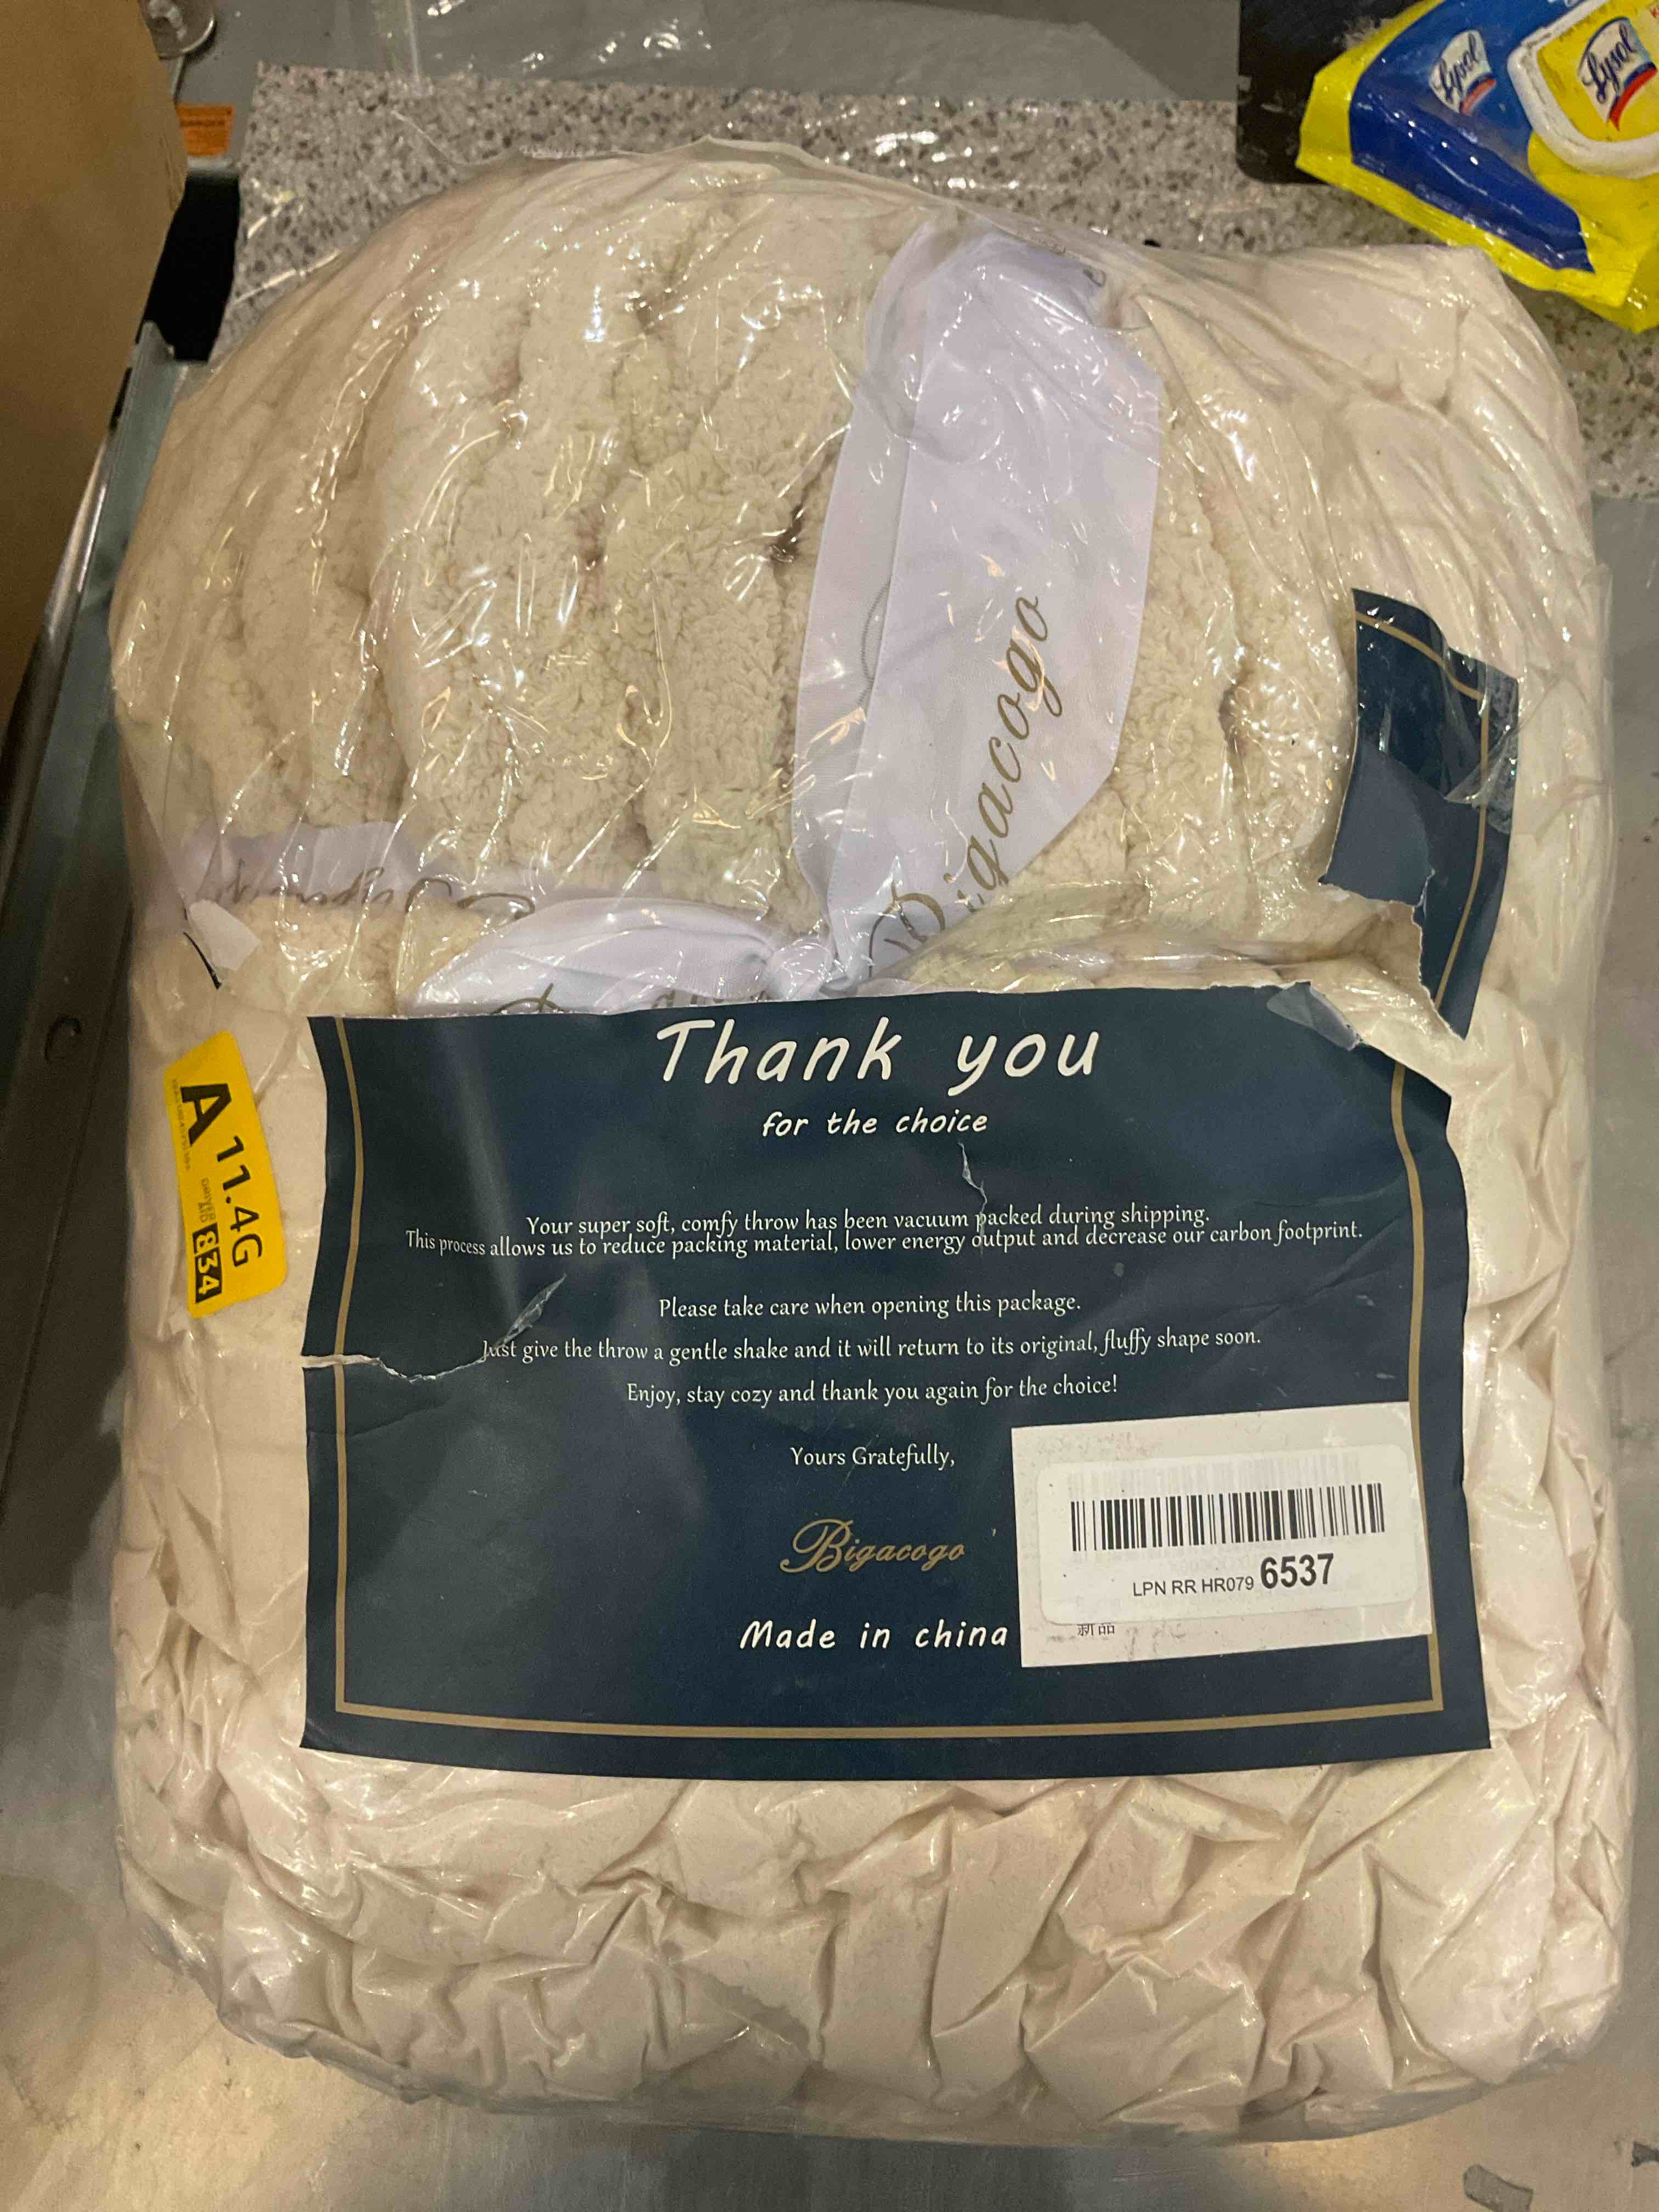 Lysol
Lysol
Bigacogo
Thank you
for the choice
Your super soft, comfy throw has been vacuum packed during shipping.
This process allows us to reduce packing material, lower energy output and decrease our carbon footprint.
Please take care when opening this package.
Just give the throw a gentle shake and it will return to its original, fluffy shape soon.
Enjoy, stay cozy and thank you again for the choice!
Yours Gratefully,
Bigacogo
Made in china
A
11.4G
834
LPN RR HR079 6537
新品